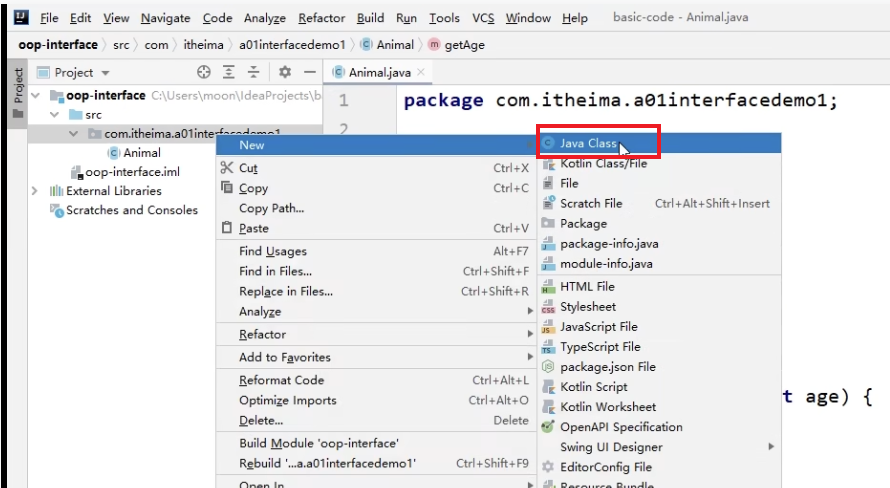 File Edit View Navigate Code Analyze Refactor Build Run Tools VCS Window Help basic-code - Animal.java
oop-interface src com itheima a01interfacedemo1 Animal getAge
Project
Project
Animal.java
oop-interface C:\Users\moon\IdeaProjects\b
src
com.itheima.a01interfacedemo1
Animal
oop-interface.iml
External Libraries
Scratches and Consoles
1 package com.itheima.a01interfacedemo1;
2
t age) {
New
Cut Ctrl+X
Copy Ctrl+C
Copy Path...
Paste Ctrl+V
Find Usages Alt+F7
Find in Files... Ctrl+Shift+F
Replace in Files... Ctrl+Shift+R
Analyze
Refactor
Add to Favorites
Reformat Code Ctrl+Alt+L
Optimize Imports Ctrl+Alt+O
Delete... Delete
Build Module 'oop-interface'
Rebuild '...a.a01interfacedemo1' Ctrl+Shift+F9
Open In
Java Class
Kotlin Class/File
File
Scratch File Ctrl+Alt+Shift+Insert
Package
package-info.java
module-info.java
HTML File
Stylesheet
JavaScript File
TypeScript File
package.json File
Kotlin Script
Kotlin Worksheet
OpenAPI Specification
Swing UI Designer
EditorConfig File
Resource Bundle